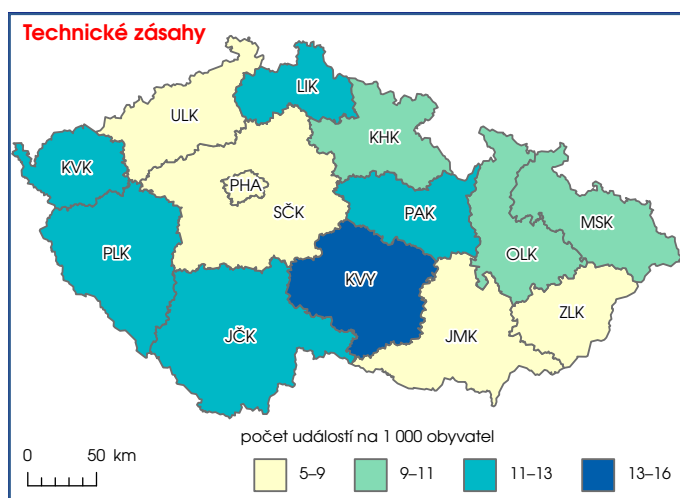 Technické zásahy
LIK
ULK
KHK
KVK
PHA
SČK
PAK
MSK
PLK
OLK
KVY
ZLK
JČK
JMK
počet událostí na 1 000 obyvatel
0 50 km
5–9 9–11 11–13 13–16